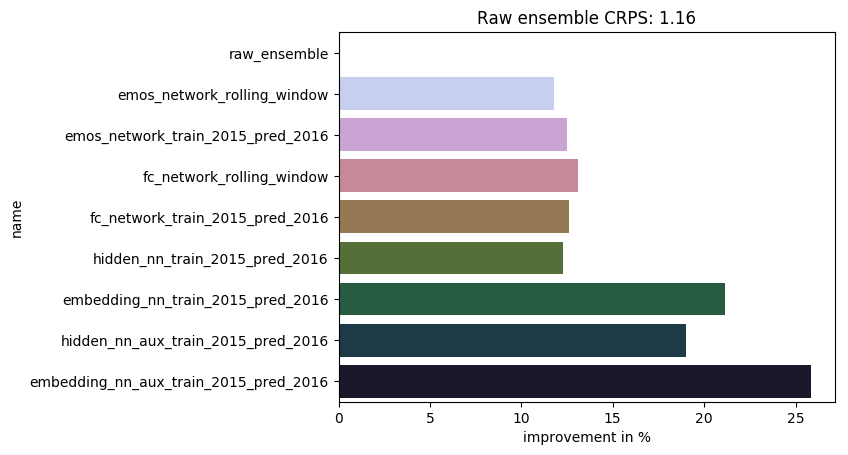 Raw ensemble CRPS: 1.16
name
raw_ensemble
emos_network_rolling_window
emos_network_train_2015_pred_2016
fc_network_rolling_window
fc_network_train_2015_pred_2016
hidden_nn_train_2015_pred_2016
embedding_nn_train_2015_pred_2016
hidden_nn_aux_train_2015_pred_2016
embedding_nn_aux_train_2015_pred_2016
0 5 10 15 20 25
improvement in %